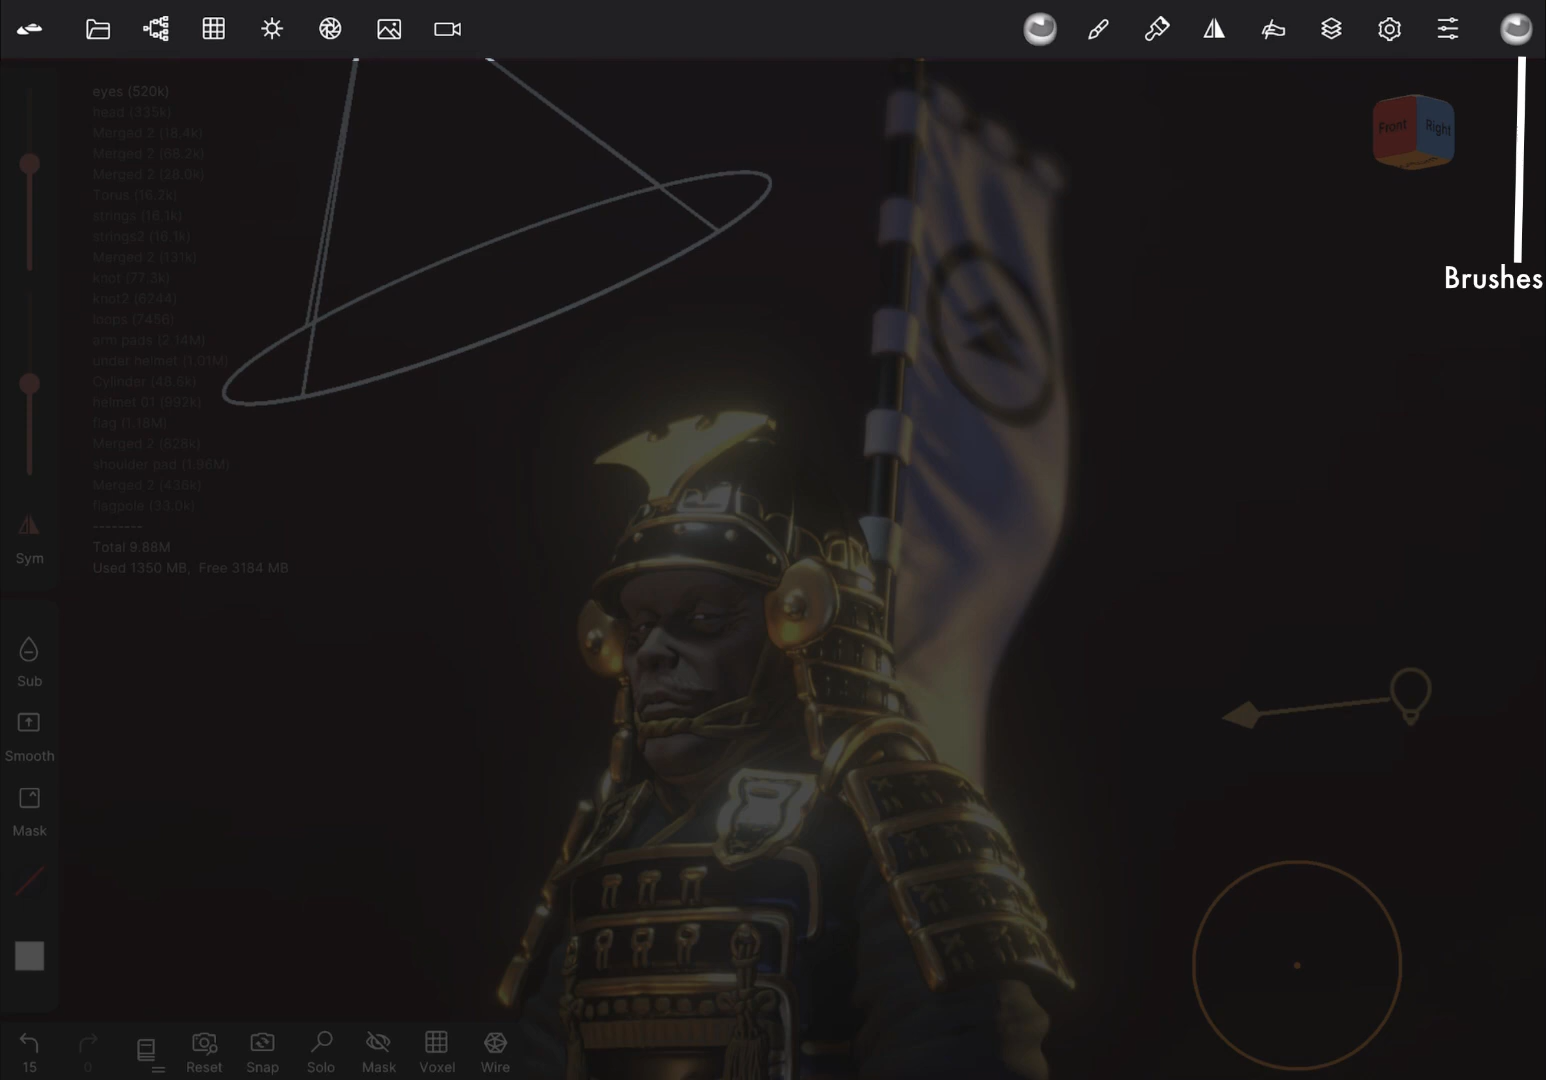 eyes (520k)
head (335k)
Merged 2 (18.4k)
Merged 2 (68.2k)
Merged 2 (28.0k)
Torus (16.2k)
strings (18.1k)
strings2 (16.1k)
Merged 2 (131k)
knot (77.3k)
knot2 (6244)
loops (7456)
arm pads (2.14M)
under helmet (1.01M)
Cylinder (48.6k)
helmet 01 (992k)
flag (1.18M)
Merged 2 (628k)
shoulder pad (1.96M)
Merged 2 (436k)
flagpole (33.0k)
--------
Total 9.88M
Used 1350 MB, Free 3184 MB
Front
Right
Brushes
Sym
Sub
Smooth
Mask
15
0
Reset
Snap
Solo
Mask
Voxel
Wire